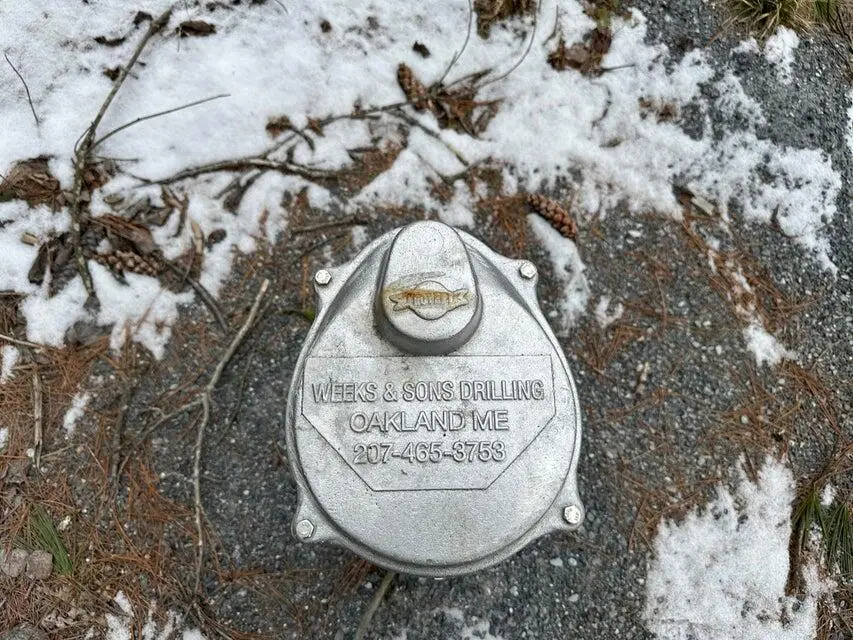 WEEKS & SONS DRILLING
OAKLAND ME
207-465-3753